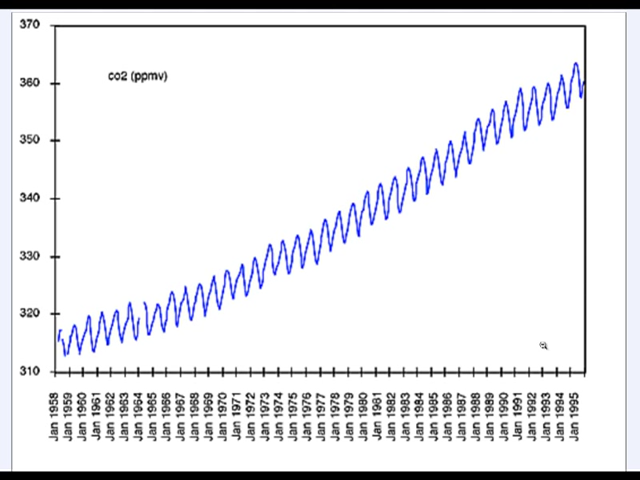 370
co2 (ppmv)
360
350
340
330
320
310
Jan 1958
Jan 1959
Jan 1960
Jan 1961
Jan 1962
Jan 1963
Jan 1964
Jan 1965
Jan 1966
Jan 1967
Jan 1968
Jan 1969
Jan 1970
Jan 1971
Jan 1972
Jan 1973
Jan 1974
Jan 1975
Jan 1976
Jan 1977
Jan 1978
Jan 1979
Jan 1980
Jan 1981
Jan 1982
Jan 1983
Jan 1984
Jan 1985
Jan 1986
Jan 1987
Jan 1988
Jan 1989
Jan 1990
Jan 1991
Jan 1992
Jan 1993
Jan 1994
Jan 1995